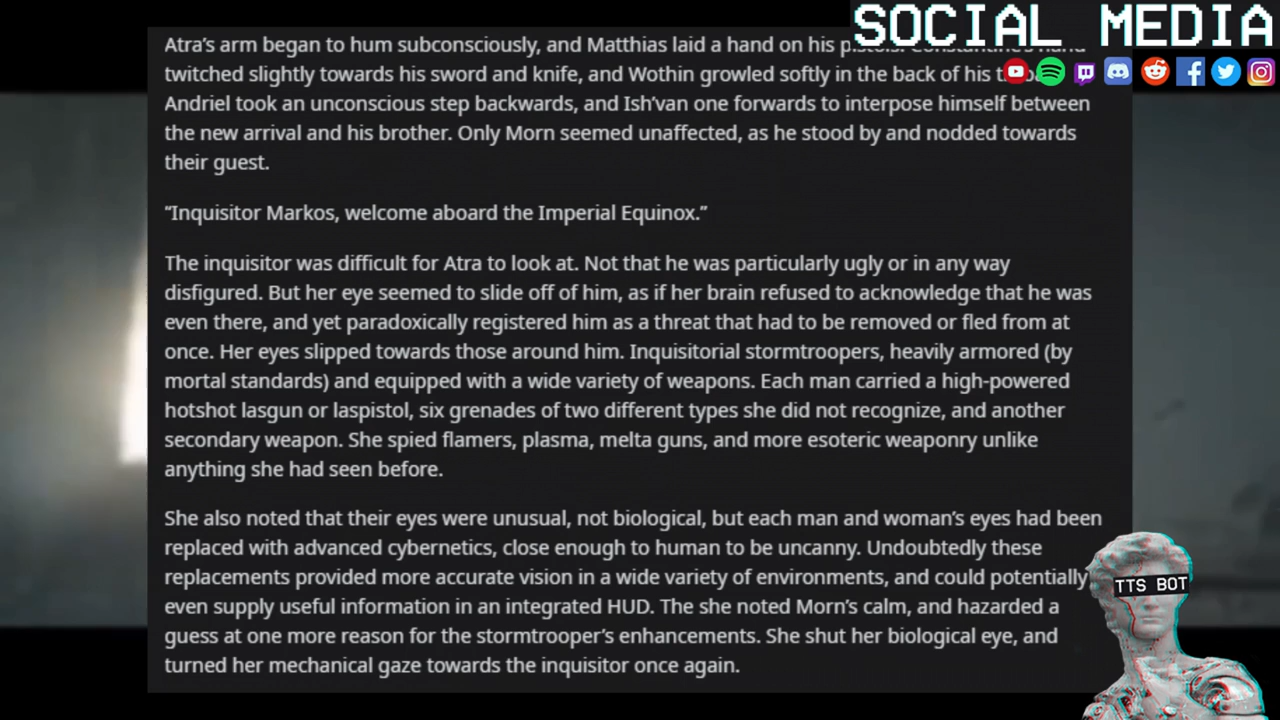 SOCIAL MEDIA
Atra’s arm began to hum subconsciously, and Matthias laid a hand on his
twitched slightly towards his sword and knife, and Wothin growled softly in the back of his
Andriel took an unconscious step backwards, and Ish’van one forwards to interpose himself between
the new arrival and his brother. Only Morn seemed unaffected, as he stood by and nodded towards
their guest.
“Inquisitor Markos, welcome aboard the Imperial Equinox.”
The inquisitor was difficult for Atra to look at. Not that he was particularly ugly or in any way
disfigured. But her eye seemed to slide off of him, as if her brain refused to acknowledge that he was
even there, and yet paradoxically registered him as a threat that had to be removed or fled from at
once. Her eyes slipped towards those around him. Inquisitorial stormtroopers, heavily armored (by
mortal standards) and equipped with a wide variety of weapons. Each man carried a high-powered
hotshot lasgun or laspistol, six grenades of two different types she did not recognize, and another
secondary weapon. She spied flamers, plasma, melta guns, and more esoteric weaponry unlike
anything she had seen before.
She also noted that their eyes were unusual, not biological, but each man and woman’s eyes had been
replaced with advanced cybernetics, close enough to human to be uncanny. Undoubtedly these
replacements provided more accurate vision in a wide variety of environments, and could potentially
even supply useful information in an integrated HUD. The she noted Morn’s calm, and hazarded a
guess at one more reason for the stormtrooper’s enhancements. She shut her biological eye, and
turned her mechanical gaze towards the inquisitor once again.
TTS BOT